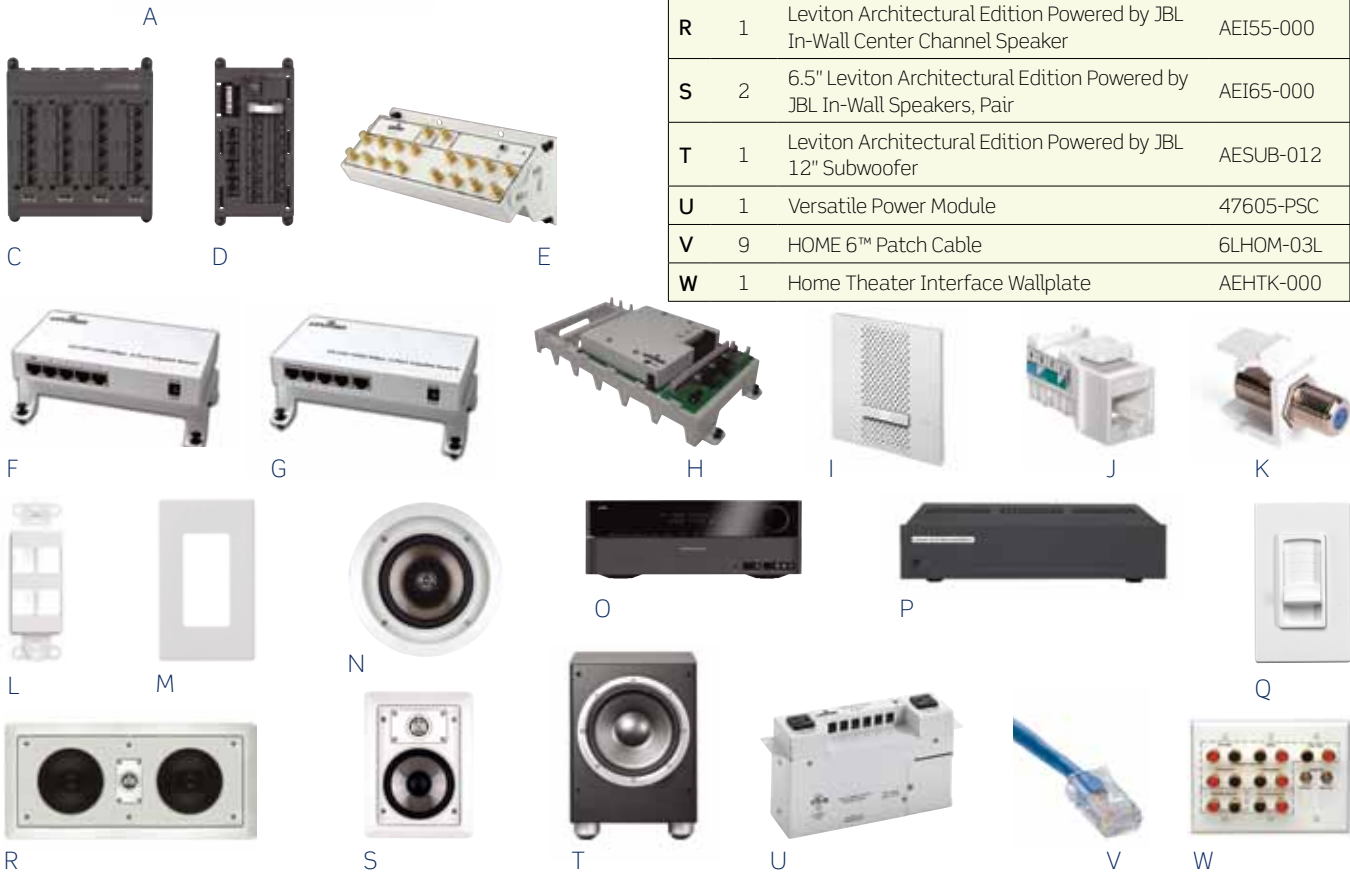 A
R 1 Leviton Architectural Edition Powered by JBL AEI55-000
In-Wall Center Channel Speaker
S 2 6.5" Leviton Architectural Edition Powered by AEI65-000
JBL In-Wall Speakers, Pair
T 1 Leviton Architectural Edition Powered by JBL AESUB-012
12" Subwoofer
U 1 Versatile Power Module 47605-PSC
V 9 HOME 6™ Patch Cable 6LHOM-03L
W 1 Home Theater Interface Wallplate AEHTK-000
C D E
F G H I J K
L M N O P Q
R S T U V W